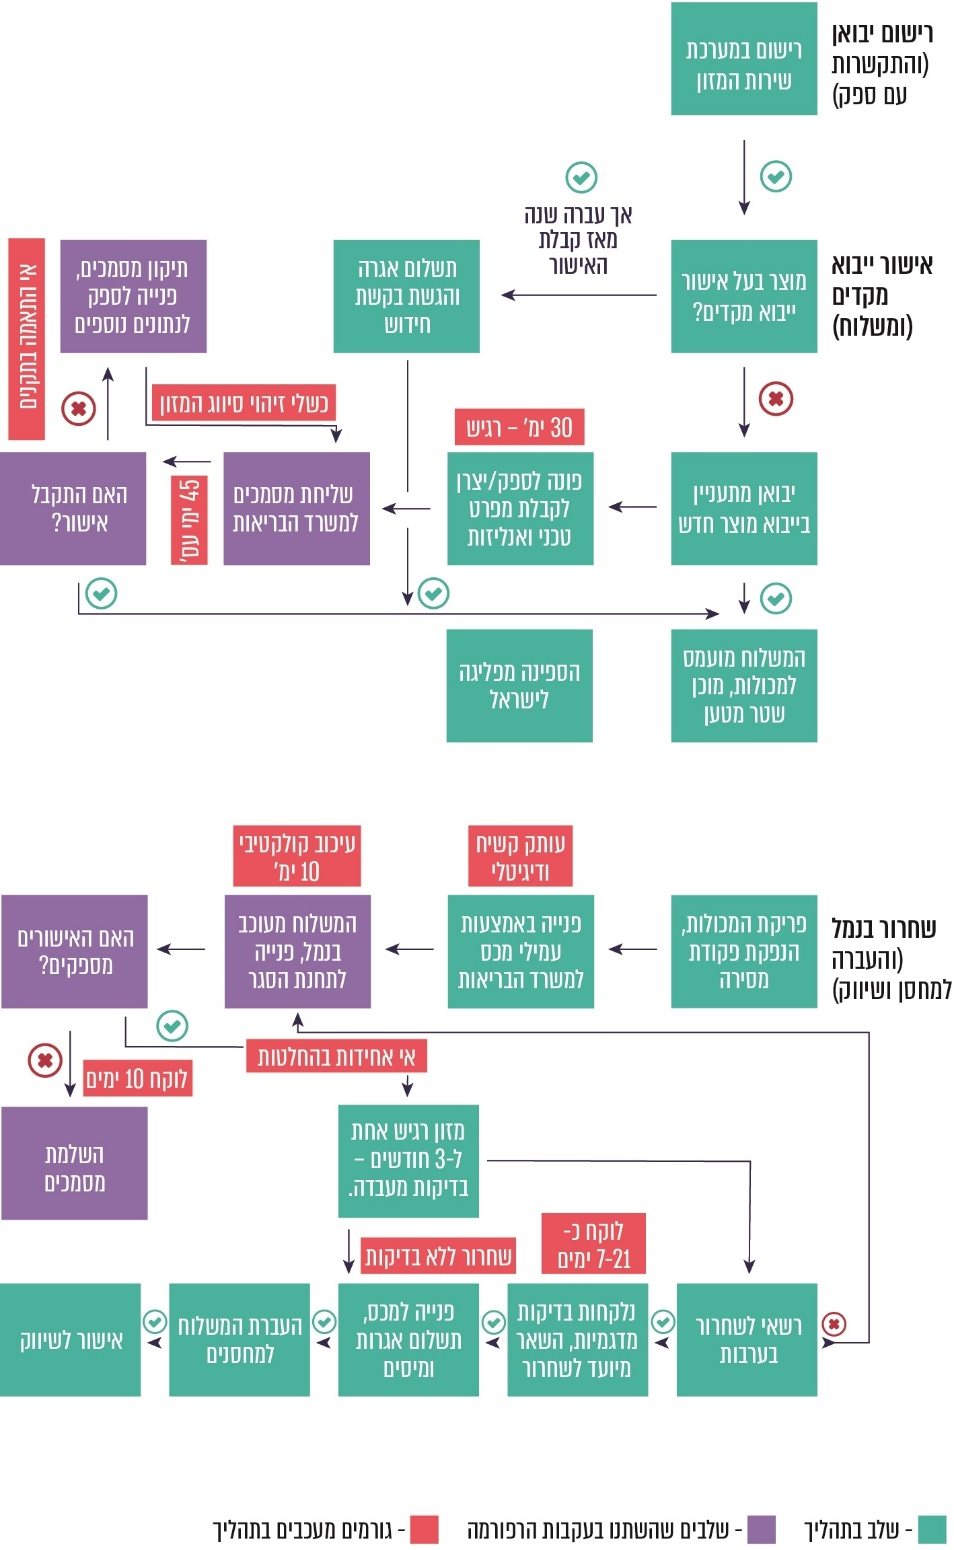 רישום יבואן
(והתקשרות
עם ספק)
רישום במערכת
שירות המזון
אישור ייבוא
מקדים
(ומשלוח)
מוצר בעל אישור
ייבוא מקדים?
אך עברה שנה
מאז קבלת
האישור
תשלום אגרה
והגשת בקשת
חידוש
תיקון מסמכים,
פנייה לספק
לנתונים נוספים
אי התאמה בתקנים
כשלי זיהוי סיווג המזון
30 ימ' – רגיש
יבואן מתעניין
בייבוא מוצר חדש
פונה לספק/יצרן
לקבלת מפרט
טכני ואנליזות
שליחת מסמכים
למשרד הבריאות
45 ימי עס'
האם התקבל
אישור?
המשלוח מועמס
למכולות, מוכן
שטר מטען
הספינה מפליגה
לישראל
שחרור בנמל
(והעברה
למחסן ושיווק)
פריקת המכולות,
הנפקת פקודת
מסירה
עותק קשיח
ודיגיטלי
פנייה באמצעות
עמילי מכס
למשרד הבריאות
עיכוב קולקטיבי
10 ימ'
המשלוח מעוכב
בנמל, פנייה
לתחנת הסגר
האם האישורים
מספקים?
אי אחידות בהחלטות
לוקח 10 ימים
השלמת
מסמכים
מזון רגיש אחת
ל-3 חודשים –
בדיקות מעבדה.
לוקח כ-
7-21 ימים
שחרור ללא בדיקות
רשאי לשחרור
בערבות
נלקחות בדיקות
מדגמיות, השאר
מיועד לשחרור
פנייה למכס,
תשלום אגרות
ומיסים
העברת המשלוח
למחסנים
אישור לשיווק
- שלב בתהליך
- שלבים שהשתנו בעקבות הרפורמה
- גורמים מעכבים בתהליך